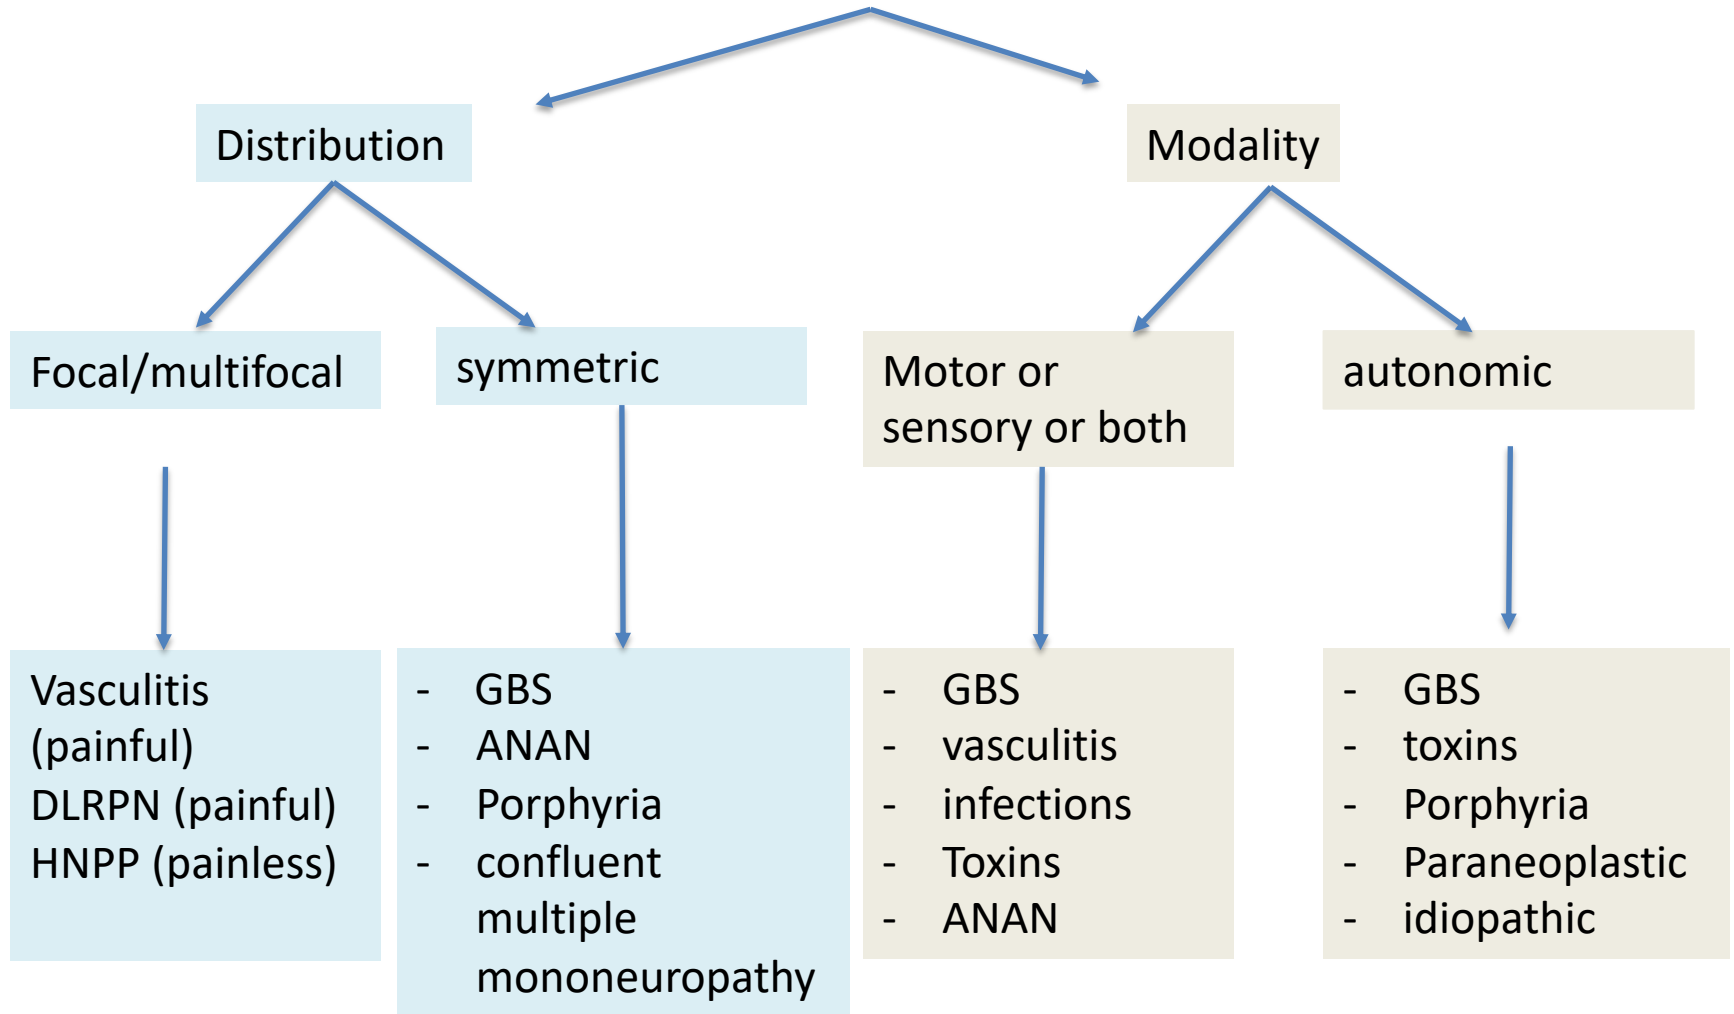 Distribution
Modality
Focal/multifocal
symmetric
Motor or
sensory or both
autonomic
Vasculitis
(painful)
DLRPN (painful)
HNPP (painless)
- GBS
- ANAN
- Porphyria
- confluent
multiple
mononeuropathy
- GBS
- vasculitis
- infections
- Toxins
- ANAN
- GBS
- toxins
- Porphyria
- Paraneoplastic
- idiopathic